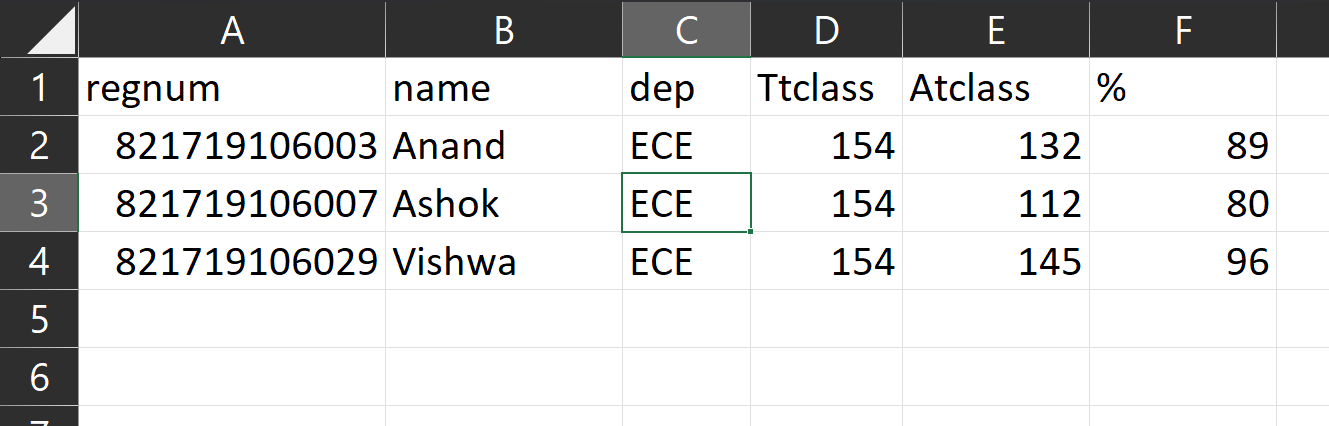 A B C D E F
1 regnum name dep Ttclass Atclass %
2 821719106003 Anand ECE 154 132 89
3 821719106007 Ashok ECE 154 112 80
4 821719106029 Vishwa ECE 154 145 96
5
6